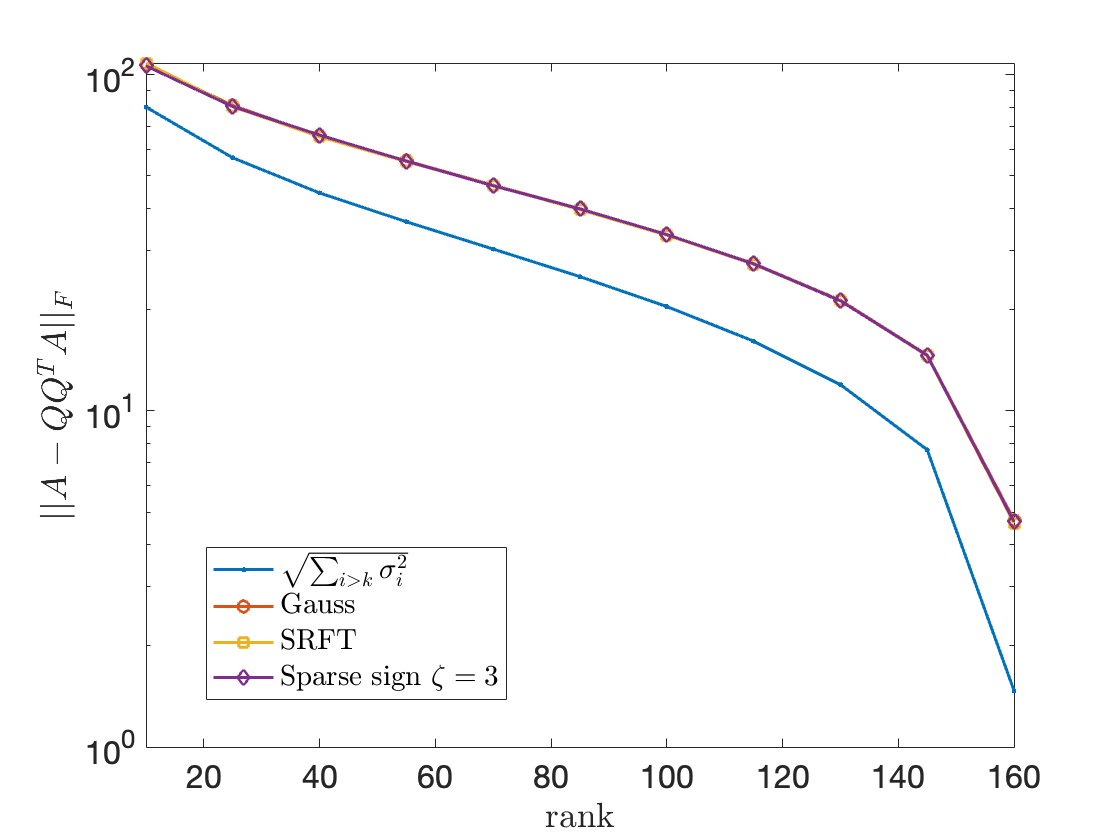 10^2
10^1
10^0
||A − QQ^T A||_F
√∑_{i>k} σ_i^2
Gauss
SRFT
Sparse sign ζ = 3
20 40 60 80 100 120 140 160
rank